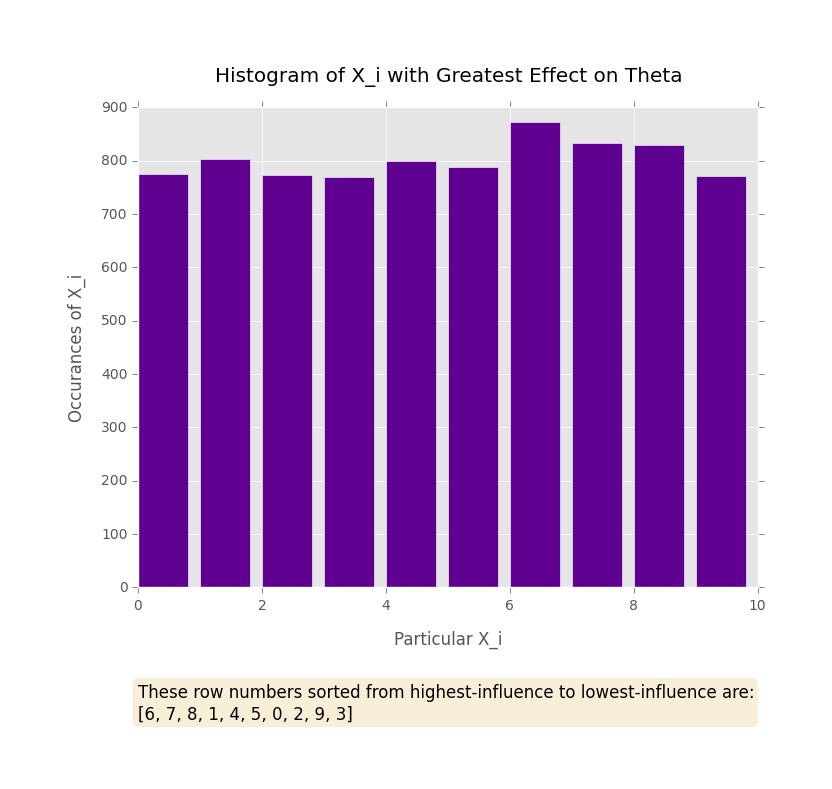 Histogram of X_i with Greatest Effect on Theta
900
800
700
600
500
400
300
200
100
0
Occurances of X_i
0 2 4 6 8 10
Particular X_i
These row numbers sorted from highest-influence to lowest-influence are:
[6, 7, 8, 1, 4, 5, 0, 2, 9, 3]